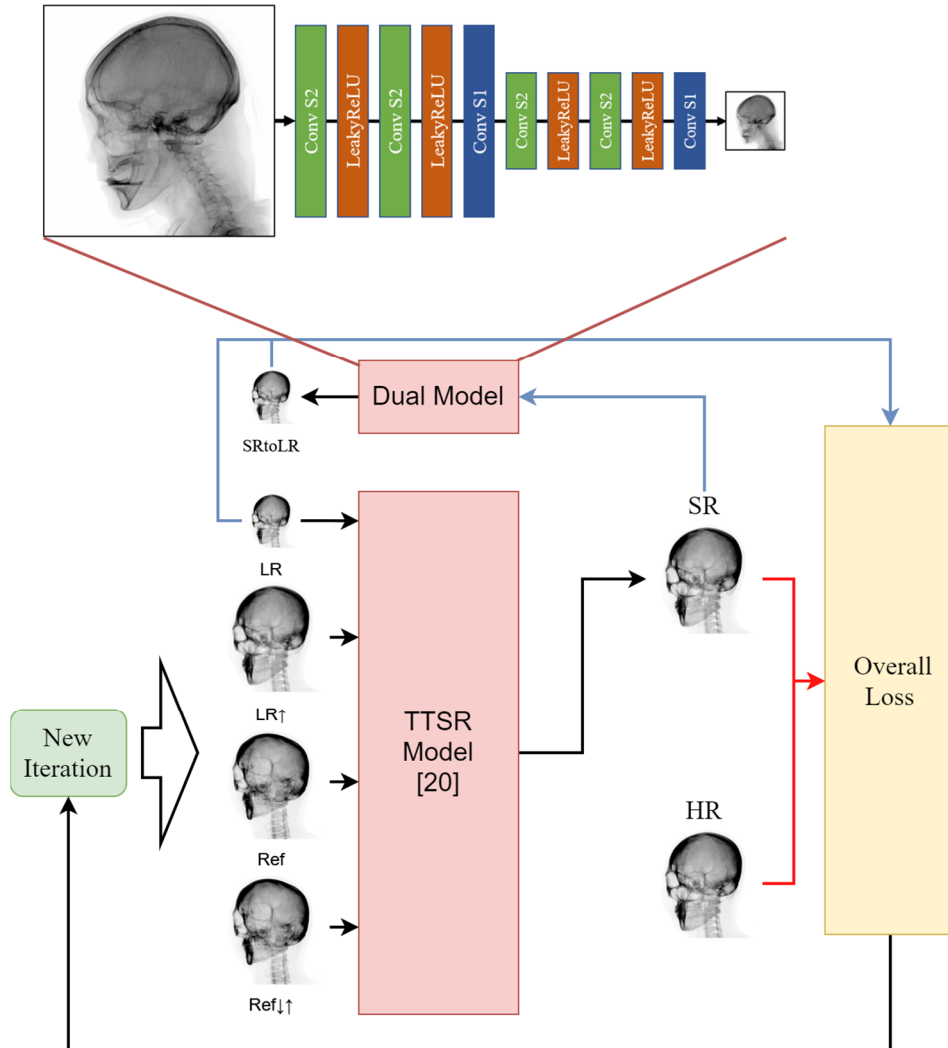 Conv S2
LeakyReLU
Conv S2
LeakyReLU
Conv S1
Conv S2
LeakyReLU
Conv S2
LeakyReLU
Conv S1
Dual Model
SRtoLR
SR
LR
LR↑
TTSR
Model
[20]
Overall
Loss
New
Iteration
HR
Ref
Ref↓↑